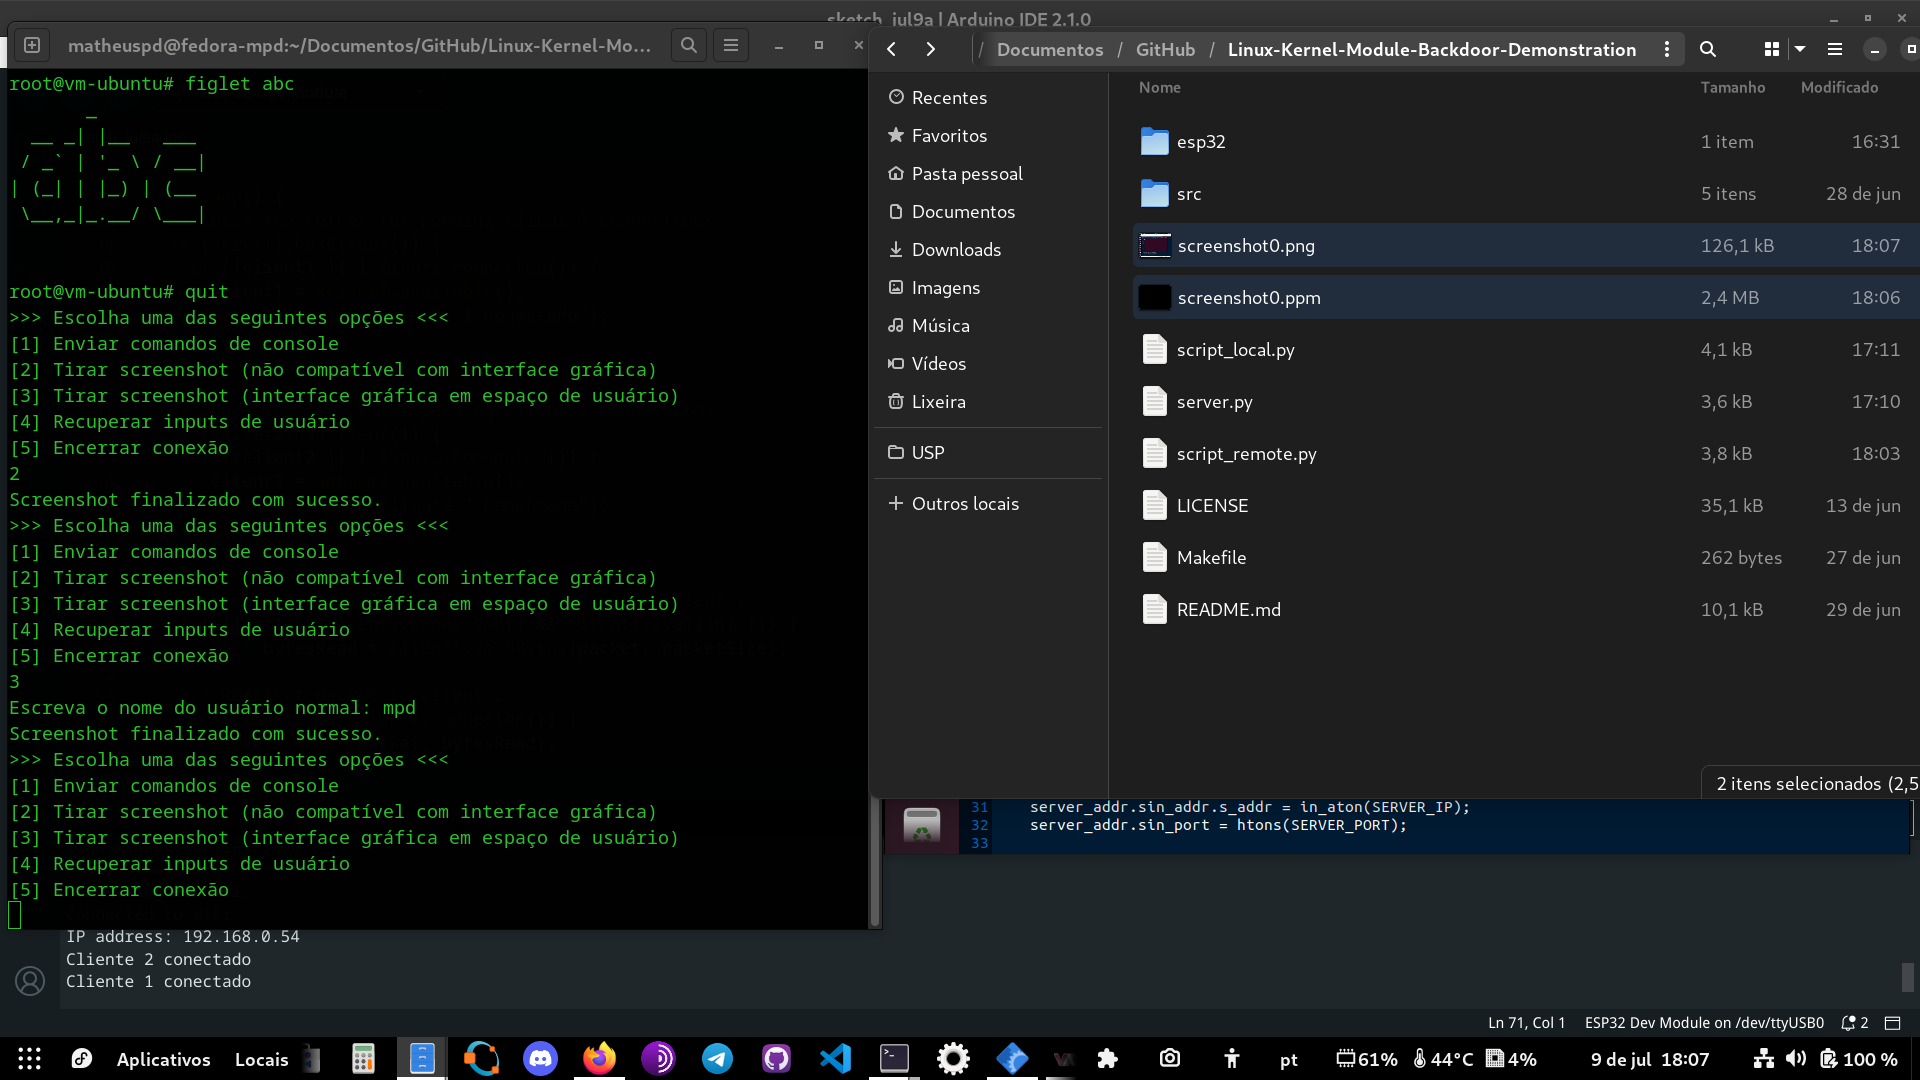 sketch_jul9a | Arduino IDE 2.1.0
matheuspd@fedora-mpd:~/Documentos/GitHub/Linux-Kernel-Mo...
root@vm-ubuntu# figlet abc
abc
root@vm-ubuntu# quit
>>> Escolha uma das seguintes opções <<<
[1] Enviar comandos de console
[2] Tirar screenshot (não compatível com interface gráfica)
[3] Tirar screenshot (interface gráfica em espaço de usuário)
[4] Recuperar inputs de usuário
[5] Encerrar conexão
2
Screenshot finalizado com sucesso.
>>> Escolha uma das seguintes opções <<<
[1] Enviar comandos de console
[2] Tirar screenshot (não compatível com interface gráfica)
[3] Tirar screenshot (interface gráfica em espaço de usuário)
[4] Recuperar inputs de usuário
[5] Encerrar conexão
3
Escreva o nome do usuário normal: mpd
Screenshot finalizado com sucesso.
>>> Escolha uma das seguintes opções <<<
[1] Enviar comandos de console
[2] Tirar screenshot (não compatível com interface gráfica)
[3] Tirar screenshot (interface gráfica em espaço de usuário)
[4] Recuperar inputs de usuário
[5] Encerrar conexão
/ Documentos / GitHub / Linux-Kernel-Module-Backdoor-Demonstration
Recentes
Favoritos
Pasta pessoal
Documentos
Downloads
Imagens
Música
Vídeos
Lixeira
USP
Outros locais
Nome Tamanho Modificado
esp32 1 item 16:31
src 5 itens 28 de jun
screenshot0.png 126,1 kB 18:07
screenshot0.ppm 2,4 MB 18:06
script_local.py 4,1 kB 17:11
server.py 3,6 kB 17:10
script_remote.py 3,8 kB 18:03
LICENSE 35,1 kB 13 de jun
Makefile 262 bytes 27 de jun
README.md 10,1 kB 29 de jun
2 itens selecionados (2,5
31 server_addr.sin_addr.s_addr = in_aton(SERVER_IP);
32 server_addr.sin_port = htons(SERVER_PORT);
33
IP address: 192.168.0.54
Cliente 2 conectado
Cliente 1 conectado
Ln 71, Col 1 ESP32 Dev Module on /dev/ttyUSB0 2
Aplicativos Locais pt 61% 44°C 4% 9 de jul 18:07 100 %